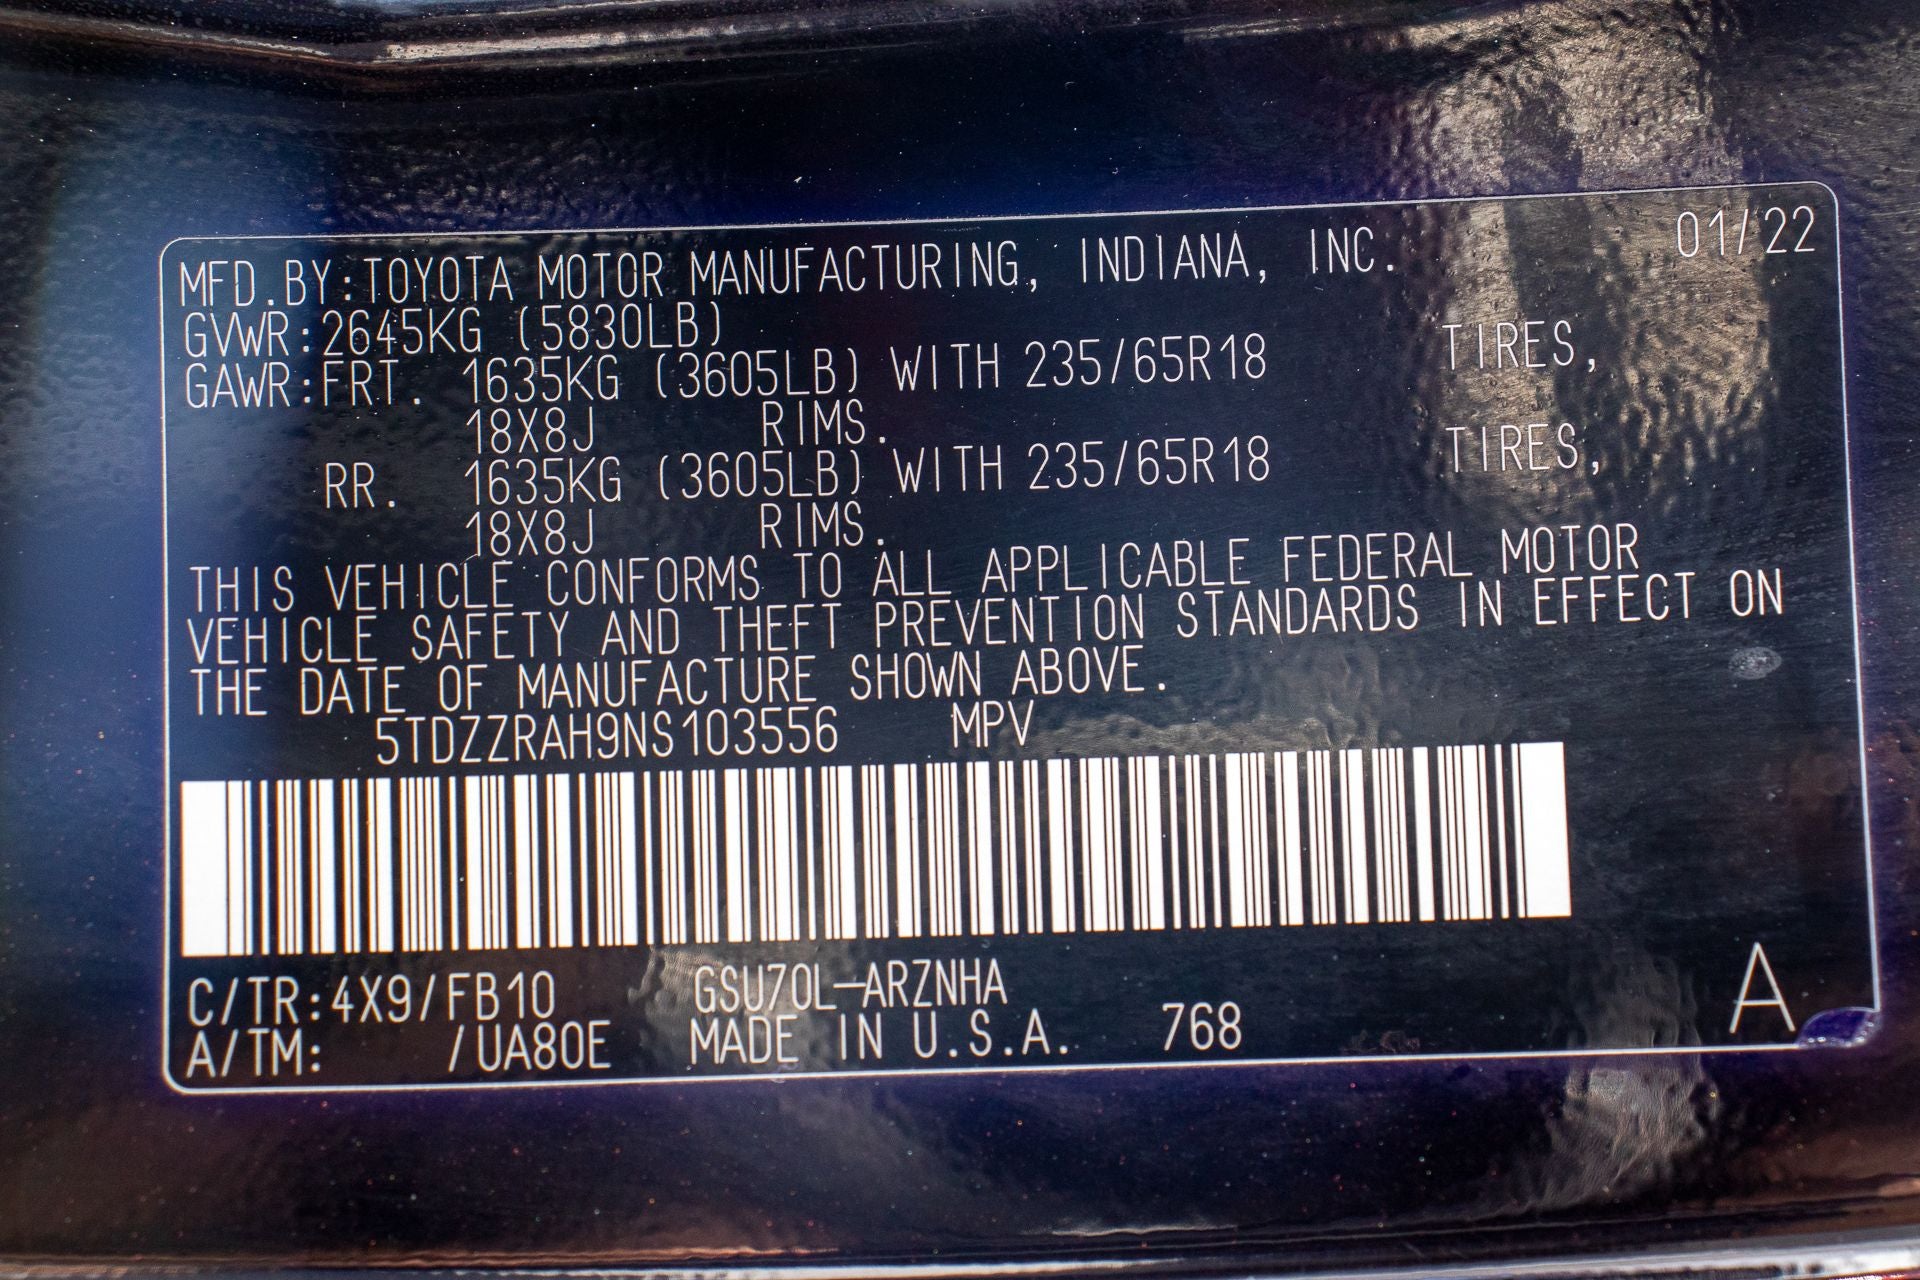 01/22
MFD.BY:TOYOTA MOTOR MANUFACTURING, INDIANA, INC.
GVWR:2645KG (5830LB)
GAWR:FRT. 1635KG (3605LB) WITH 235/65R18 TIRES,
18X8J RIMS.
RR. 1635KG (3605LB) WITH 235/65R18 TIRES,
18X8J RIMS.
THIS VEHICLE CONFORMS TO ALL APPLICABLE FEDERAL MOTOR
VEHICLE SAFETY AND THEFT PREVENTION STANDARDS IN EFFECT ON
THE DATE OF MANUFACTURE SHOWN ABOVE.
5TDZZRAH9NS103556 MPV
C/TR:4X9/FB10 GSU70L-ARZNHA
A/TM: /UA80E MADE IN U.S.A. 768
A